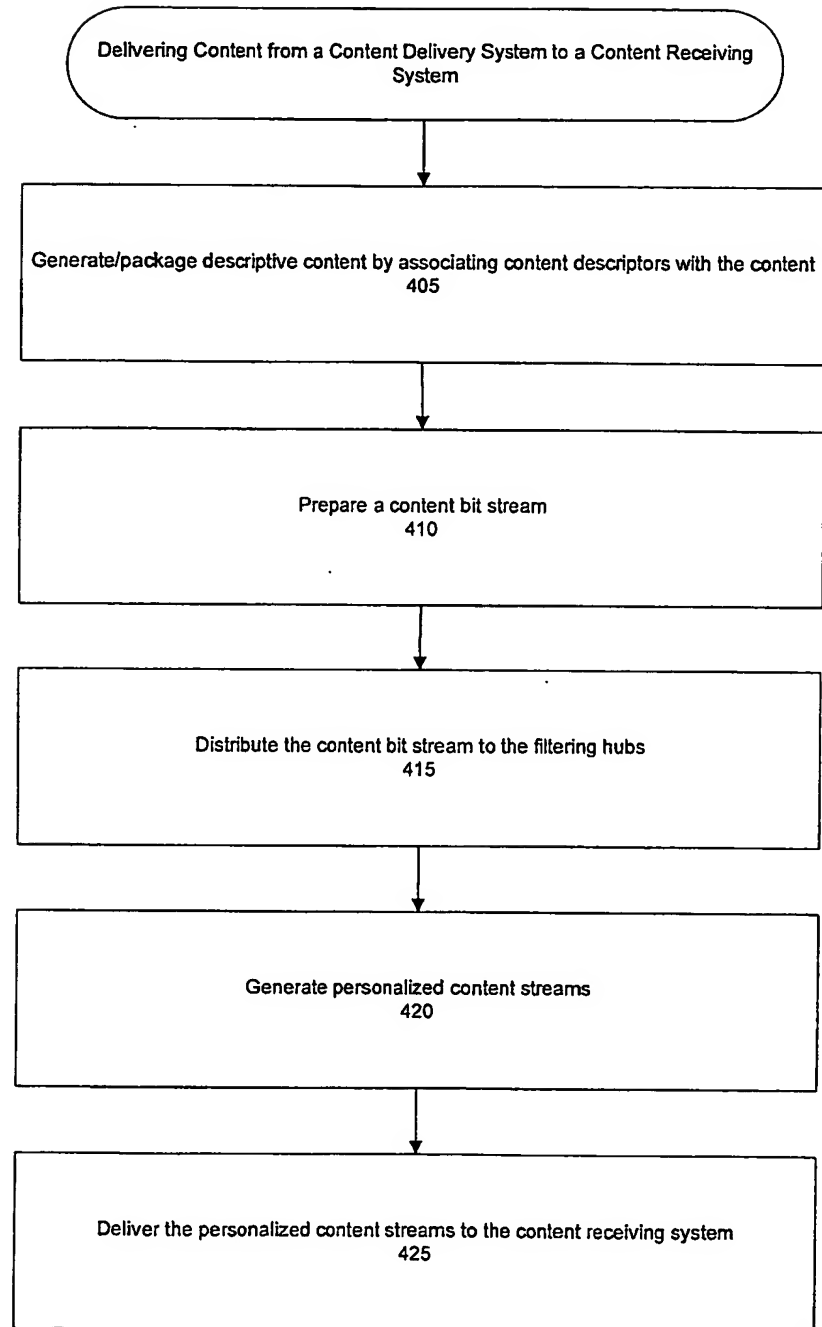 Delivering Content from a Content Delivery System to a Content Receiving
System
Generate/package descriptive content by associating content descriptors with the content
405
Prepare a content bit stream
410
Distribute the content bit stream to the filtering hubs
415
Generate personalized content streams
420
Deliver the personalized content streams to the content receiving system
425